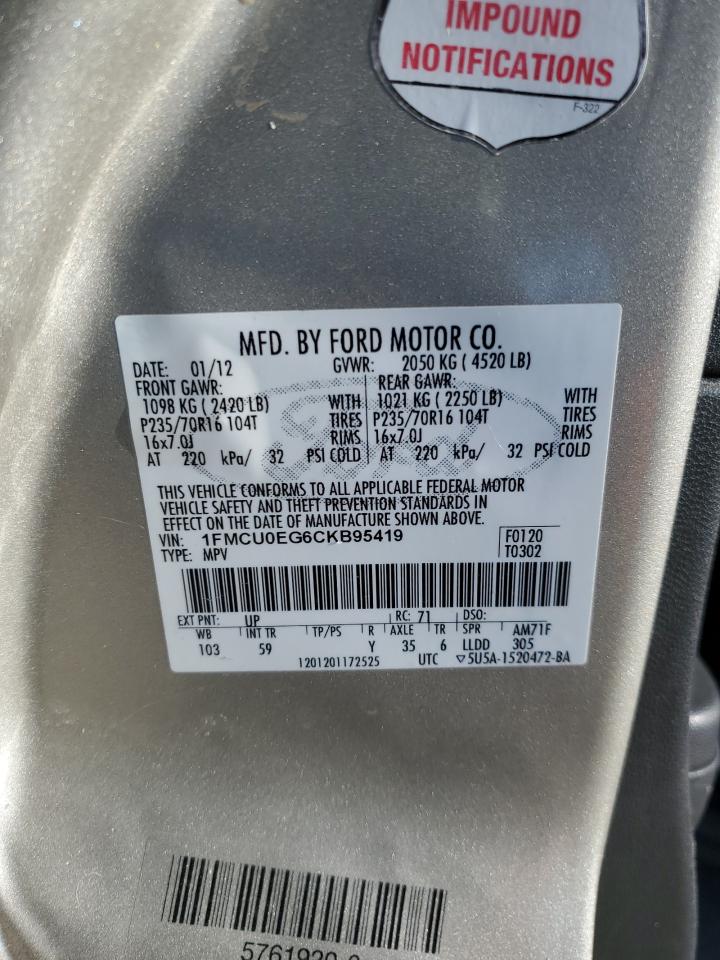 IMPOUND
NOTIFICATIONS
F-322
MFD. BY FORD MOTOR CO.
DATE: 01/12 GVWR: 2050 KG ( 4520 LB)
FRONT GAWR: REAR GAWR:
1098 KG ( 2420 LB) WITH 1021 KG ( 2250 LB) WITH
P235/70R16 104T TIRES P235/70R16 104T TIRES
16x7.0J RIMS 16x7.0J RIMS
AT 220 kPa/ 32 PSI COLD AT 220 kPa/ 32 PSI COLD
Ford
THIS VEHICLE CONFORMS TO ALL APPLICABLE FEDERAL MOTOR
VEHICLE SAFETY AND THEFT PREVENTION STANDARDS IN
EFFECT ON THE DATE OF MANUFACTURE SHOWN ABOVE.
VIN: 1FMCU0EG6CKB95419 F0120
TYPE: MPV T0302
EXT PNT: UP RC: 71 DSO:
WB INT TR TP/PS R AXLE TR SPR AM71F
103 59 Y 35 6 LLDD 305
1201201172525 UTC ▽5U5A-1520472-BA